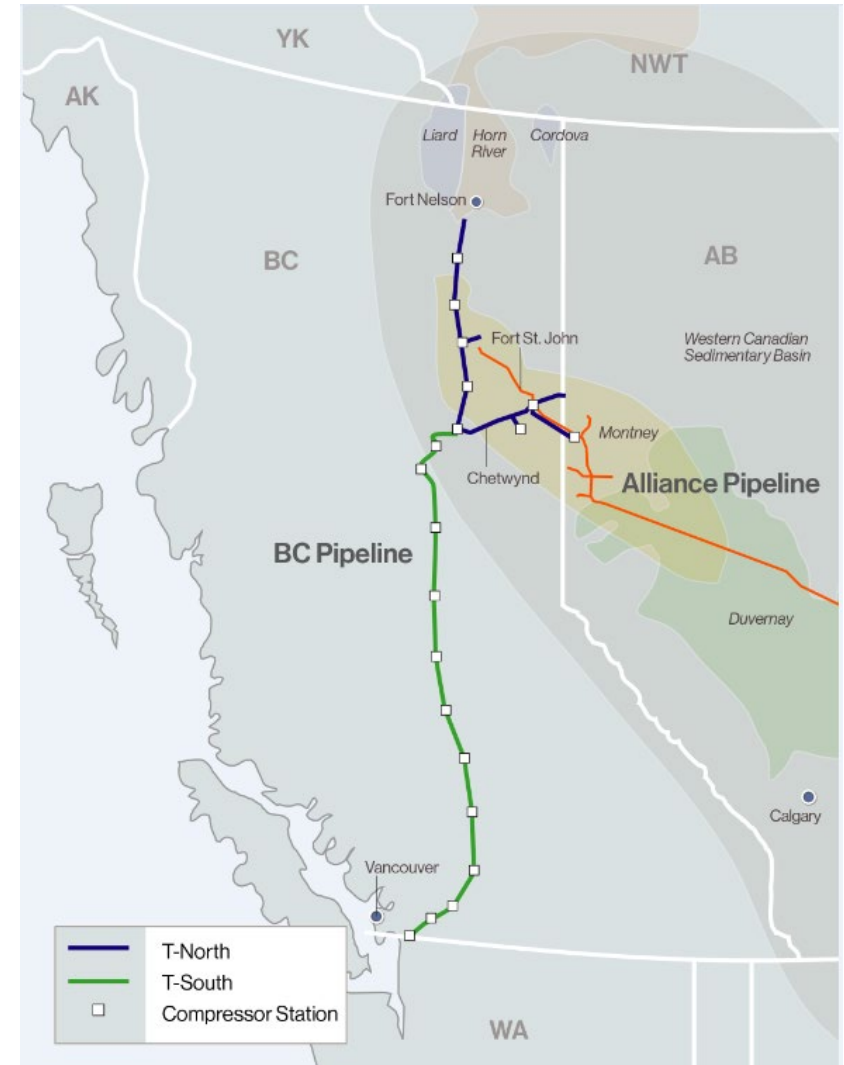 YK
NWT
AK
Liard
Horn
River
Cordova
Fort Nelson
BC
AB
Fort St. John
Western Canadian
Sedimentary Basin
Montney
Chetwynd
Alliance Pipeline
BC Pipeline
Duvernay
Calgary
Vancouver
T-North
T-South
Compressor Station
WA